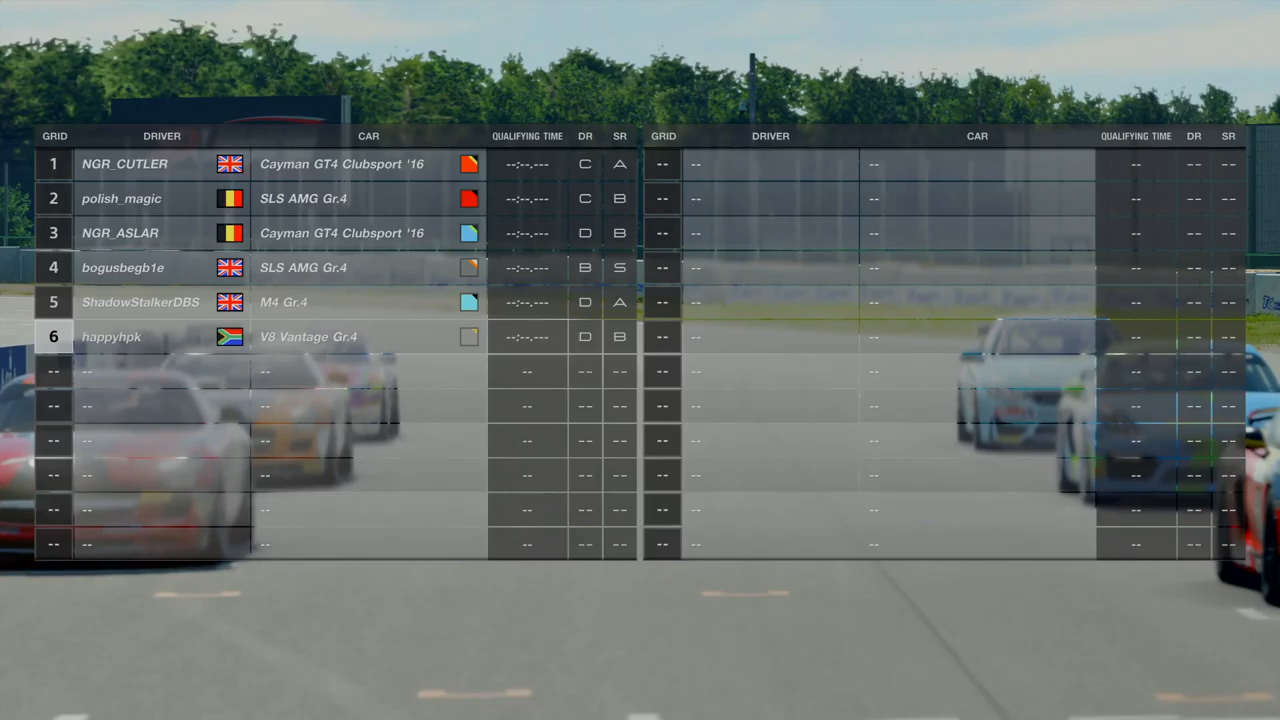 GRID DRIVER CAR QUALIFYING TIME DR SR GRID DRIVER CAR QUALIFYING TIME DR SR
1 NGR_CUTLER Cayman GT4 Clubsport '16 --:--.--- C A -- -- -- -- -- --
2 polish_magic SLS AMG Gr.4 --:--.--- C B -- -- -- -- -- --
3 NGR_ASLAR Cayman GT4 Clubsport '16 --:--.--- D B -- -- -- -- -- --
4 bogusbegb1e SLS AMG Gr.4 --:--.--- B S -- -- -- -- -- --
5 ShadowStalkerDBS M4 Gr.4 --:--.--- D A -- -- -- -- -- --
6 happyhpk V8 Vantage Gr.4 --:--.--- D B -- -- -- -- -- --
-- -- -- -- -- -- -- -- -- -- -- --
-- -- -- -- -- -- -- -- -- -- -- --
-- -- -- -- -- -- -- -- -- -- -- --
-- -- -- -- -- -- -- -- -- -- -- --
-- -- -- -- -- -- -- -- -- -- -- --
-- -- -- -- -- -- -- -- -- -- -- --